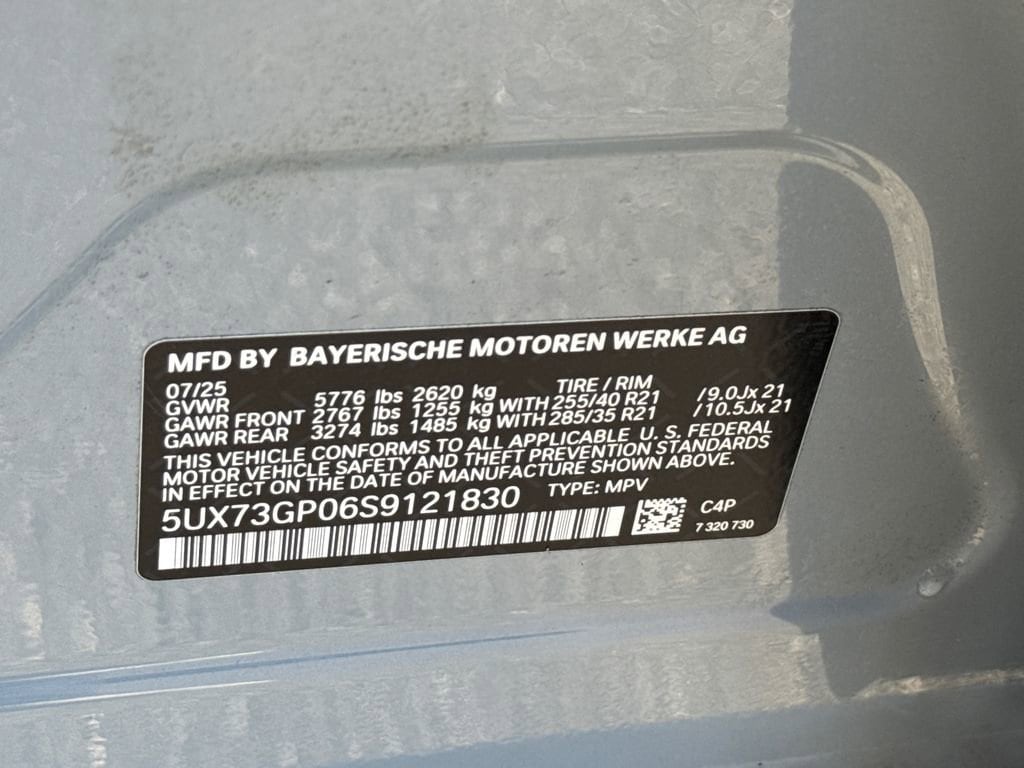 MFD BY BAYERISCHE MOTOREN WERKE AG
07/25 TIRE / RIM
GVWR 5776 lbs 2620 kg
GAWR FRONT 2767 lbs 1255 kg WITH 255/40 R21 /9.0Jx 21
GAWR REAR 3274 lbs 1485 kg WITH 285/35 R21 /10.5Jx 21
THIS VEHICLE CONFORMS TO ALL APPLICABLE U. S. FEDERAL
MOTOR VEHICLE SAFETY AND THEFT PREVENTION STANDARDS
IN EFFECT ON THE DATE OF MANUFACTURE SHOWN ABOVE.
5UX73GP06S9121830 TYPE: MPV
C4P
7 320 730